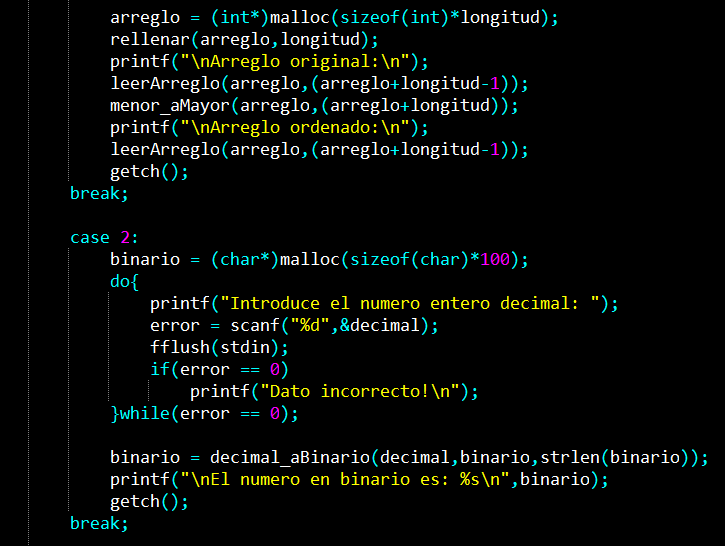 arreglo = (int*)malloc(sizeof(int)*longitud);
rellenar(arreglo,longitud);
printf("\nArreglo original:\n");
leerArreglo(arreglo,(arreglo+longitud-1));
menor_aMayor(arreglo,(arreglo+longitud));
printf("\nArreglo ordenado:\n");
leerArreglo(arreglo,(arreglo+longitud-1));
getch();
break;
case 2:
binario = (char*)malloc(sizeof(char)*100);
do{
printf("Introduce el numero entero decimal: ");
error = scanf("%d",&decimal);
fflush(stdin);
if(error == 0)
printf("Dato incorrecto!\n");
}while(error == 0);
binario = decimal_aBinario(decimal,binario,strlen(binario));
printf("\nEl numero en binario es: %s\n",binario);
getch();
break;